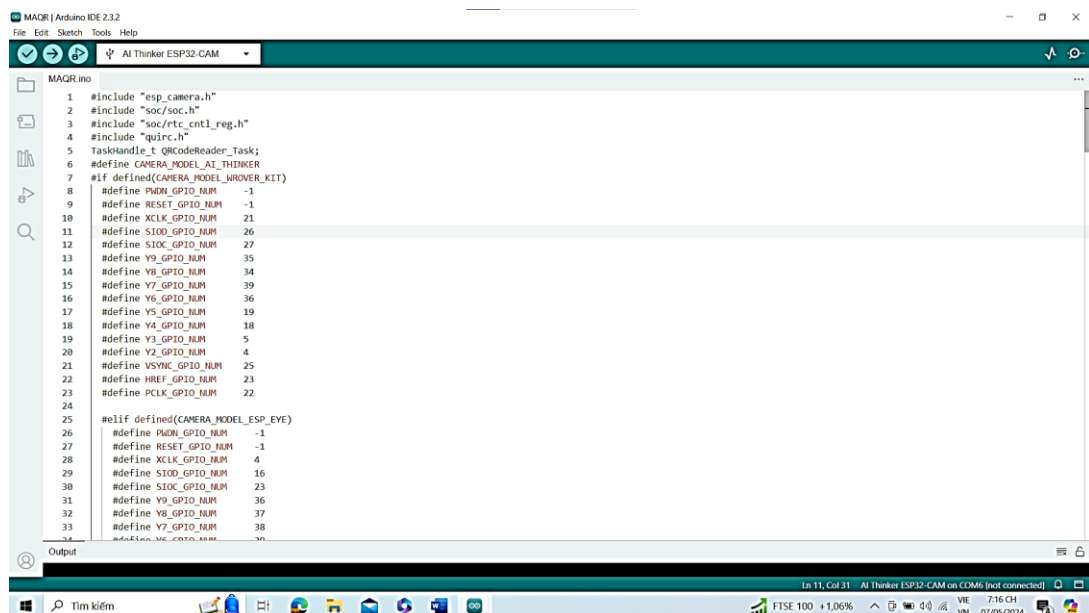 MAQR | Arduino IDE 2.3.2
File Edit Sketch Tools Help
AI Thinker ESP32-CAM
MAQR.ino
1 #include "esp_camera.h"
2 #include "soc/soc.h"
3 #include "soc/rtc_cntl_reg.h"
4 #include "quirc.h"
5 TaskHandle_t QRCodeReader_Task;
6 #define CAMERA_MODEL_AI_THINKER
7 #if defined(CAMERA_MODEL_WROVER_KIT)
8 #define PWDN_GPIO_NUM -1
9 #define RESET_GPIO_NUM -1
10 #define XCLK_GPIO_NUM 21
11 #define SIOD_GPIO_NUM 26
12 #define SIOC_GPIO_NUM 27
13 #define Y9_GPIO_NUM 35
14 #define Y8_GPIO_NUM 34
15 #define Y7_GPIO_NUM 39
16 #define Y6_GPIO_NUM 36
17 #define Y5_GPIO_NUM 19
18 #define Y4_GPIO_NUM 18
19 #define Y3_GPIO_NUM 5
20 #define Y2_GPIO_NUM 4
21 #define VSYNC_GPIO_NUM 25
22 #define HREF_GPIO_NUM 23
23 #define PCLK_GPIO_NUM 22
24
25 #elif defined(CAMERA_MODEL_ESP_EYE)
26 #define PWDN_GPIO_NUM -1
27 #define RESET_GPIO_NUM -1
28 #define XCLK_GPIO_NUM 4
29 #define SIOD_GPIO_NUM 16
30 #define SIOC_GPIO_NUM 23
31 #define Y9_GPIO_NUM 36
32 #define Y8_GPIO_NUM 37
33 #define Y7_GPIO_NUM 38
Output
Ln 11, Col 31 AI Thinker ESP32-CAM on COM6 [not connected]
Tìm kiếm
FTSE 100 +1,06%
VIE 7:16 CH
VN 07/05/2024